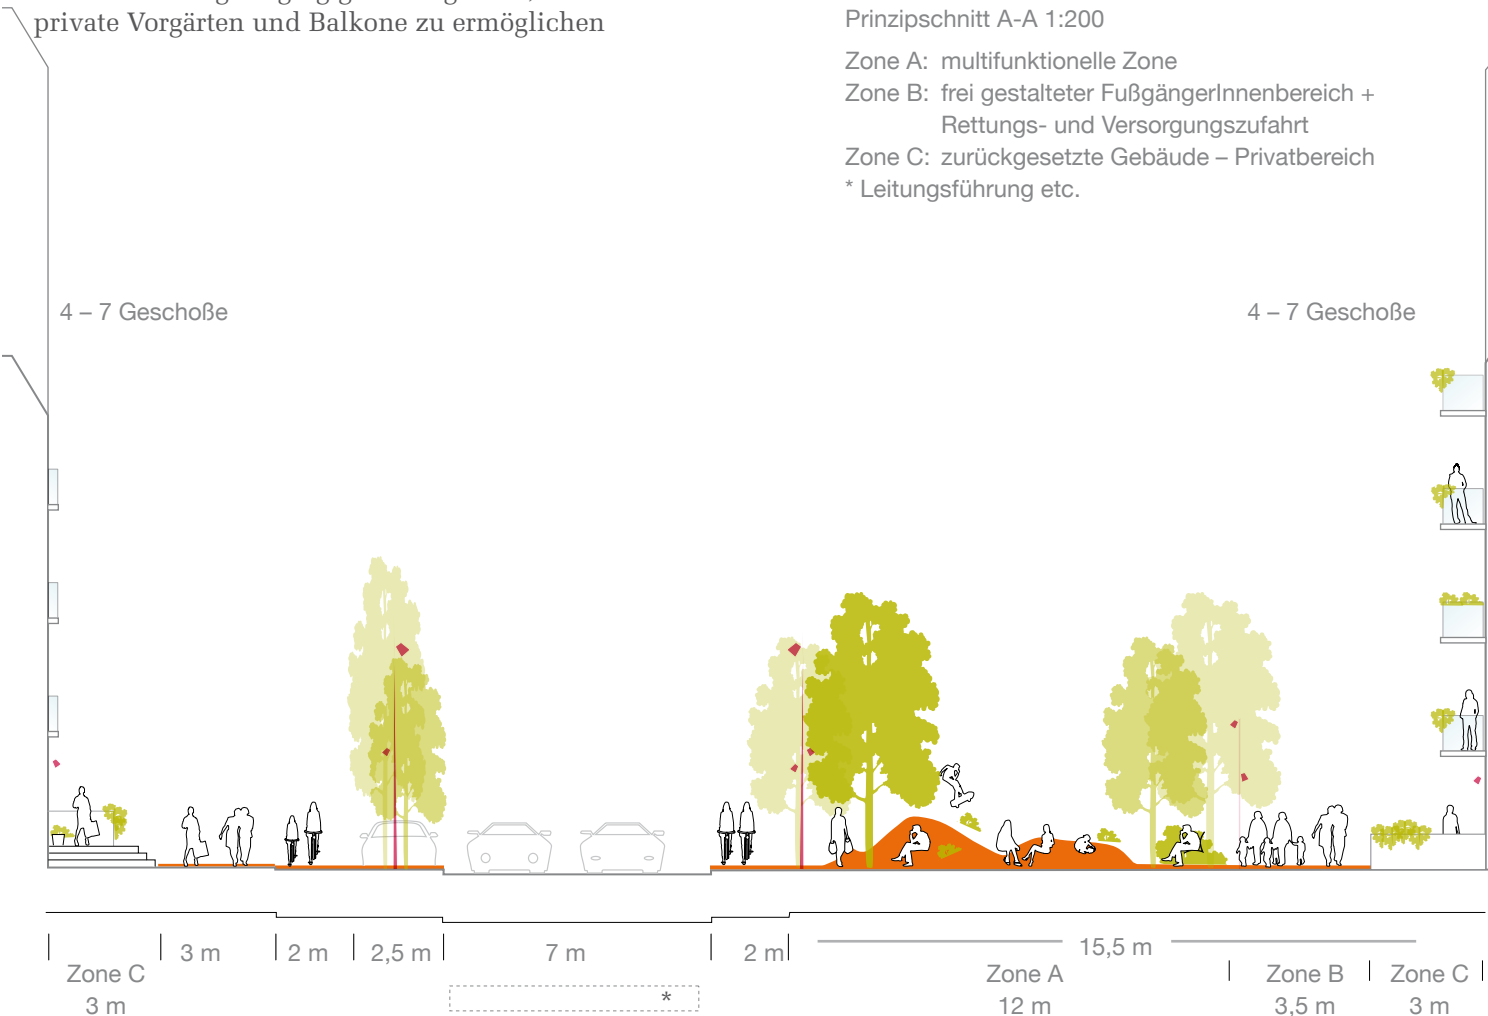 private Vorgärten und Balkone zu ermöglichen
Prinzipschnitt A-A 1:200
Zone A: multifunktionelle Zone
Zone B: frei gestalteter FußgängerInnenbereich +
Rettungs- und Versorgungszufahrt
Zone C: zurückgesetzte Gebäude – Privatbereich
* Leitungsführung etc.
4 – 7 Geschoße
4 – 7 Geschoße
3 m
2 m
2,5 m
7 m
2 m
15,5 m
Zone C
Zone A
Zone B
Zone C
3 m
*
12 m
3,5 m
3 m